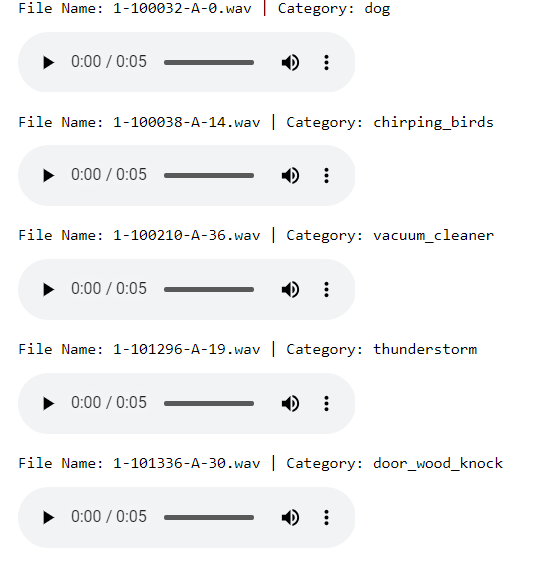 File Name: 1-100032-A-0.wav | Category: dog
0:00 / 0:05
File Name: 1-100038-A-14.wav | Category: chirping_birds
0:00 / 0:05
File Name: 1-100210-A-36.wav | Category: vacuum_cleaner
0:00 / 0:05
File Name: 1-101296-A-19.wav | Category: thunderstorm
0:00 / 0:05
File Name: 1-101336-A-30.wav | Category: door_wood_knock
0:00 / 0:05